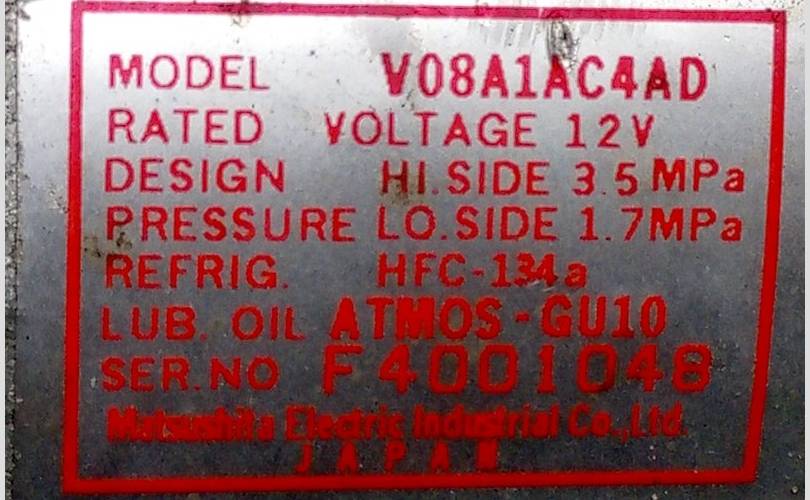 MODEL V08A1AC4AD
RATED VOLTAGE 12V
DESIGN HI.SIDE 3.5MPa
PRESSURE LO.SIDE 1.7MPa
REFRIG. HFC-134a
LUB. OIL ATMOS-GU10
SER.NO F4001048
Matsushita Electric Industrial Co.,Ltd.
JAPAN